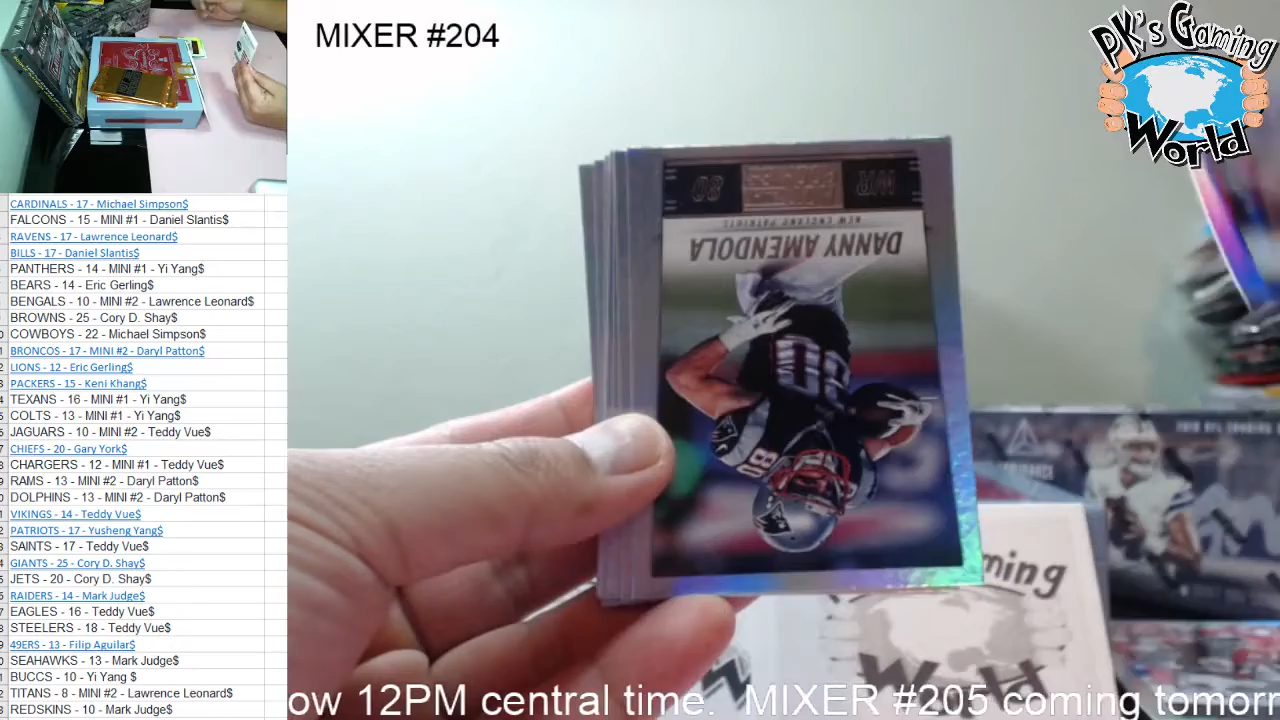 MIXER #204
PK's Gaming
World
CARDINALS - 17 - Michael Simpson$
FALCONS - 15 - MINI #1 - Daniel Slantis$
RAVENS - 17 - Lawrence Leonard$
BILLS - 17 - Daniel Slantis$
PANTHERS - 14 - MINI #1 - Yi Yang$
BEARS - 14 - Eric Gerling$
BENGALS - 10 - MINI #2 - Lawrence Leonard$
BROWNS - 25 - Cory D. Shay$
COWBOYS - 22 - Michael Simpson$
BRONCOS - 17 - MINI #2 - Daryl Patton$
LIONS - 12 - Eric Gerling$
PACKERS - 15 - Keni Khang$
TEXANS - 16 - MINI #1 - Yi Yang$
COLTS - 13 - MINI #1 - Yi Yang$
JAGUARS - 10 - MINI #2 - Teddy Vue$
CHIEFS - 20 - Gary York$
CHARGERS - 12 - MINI #1 - Teddy Vue$
RAMS - 13 - MINI #2 - Daryl Patton$
DOLPHINS - 13 - MINI #2 - Daryl Patton$
VIKINGS - 14 - Teddy Vue$
PATRIOTS - 17 - Yusheng Yang$
SAINTS - 17 - Teddy Vue$
GIANTS - 25 - Cory D. Shay$
JETS - 20 - Cory D. Shay$
RAIDERS - 14 - Mark Judge$
EAGLES - 16 - Teddy Vue$
STEELERS - 18 - Teddy Vue$
49ERS - 13 - Filip Aguilar$
SEAHAWKS - 13 - Mark Judge$
BUCCS - 10 - Yi Yang $
TITANS - 8 - MINI #2 - Lawrence Leonard$
REDSKINS - 10 - Mark Judge$
WR
80
NEW ENGLAND PATRIOTS
DANNY AMENDOLA
80
80
ming
World
ow 12PM central time. MIXER #205 coming tomorr